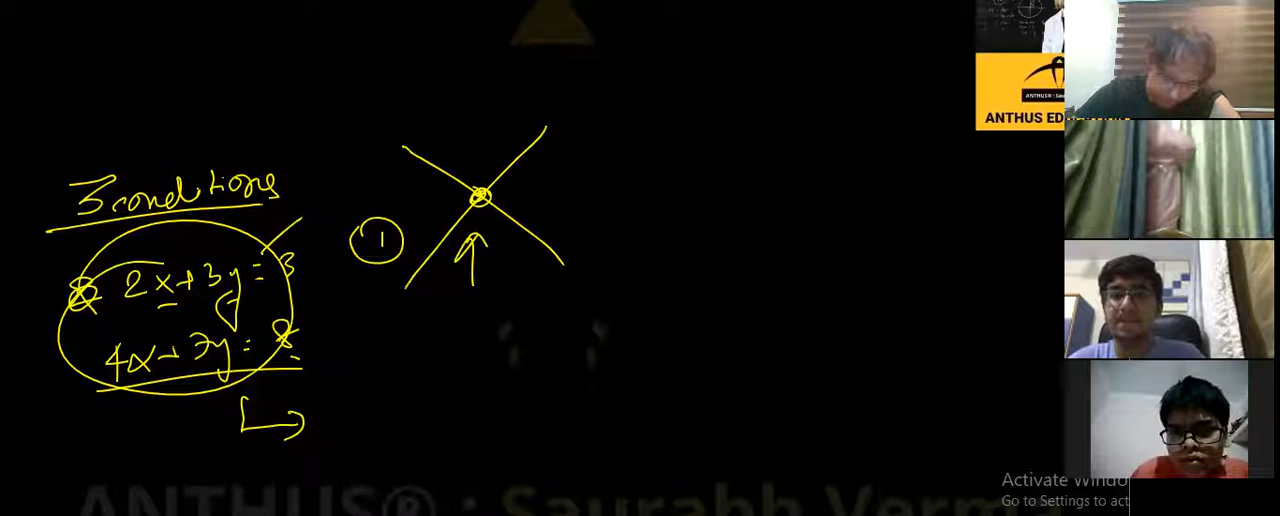 ANTHUS ED
3 conditions
2x+3y=3
4x+7y=8
1
Activate Windo
Go to Settings to act
ANTHUS® : Saurabh Verm